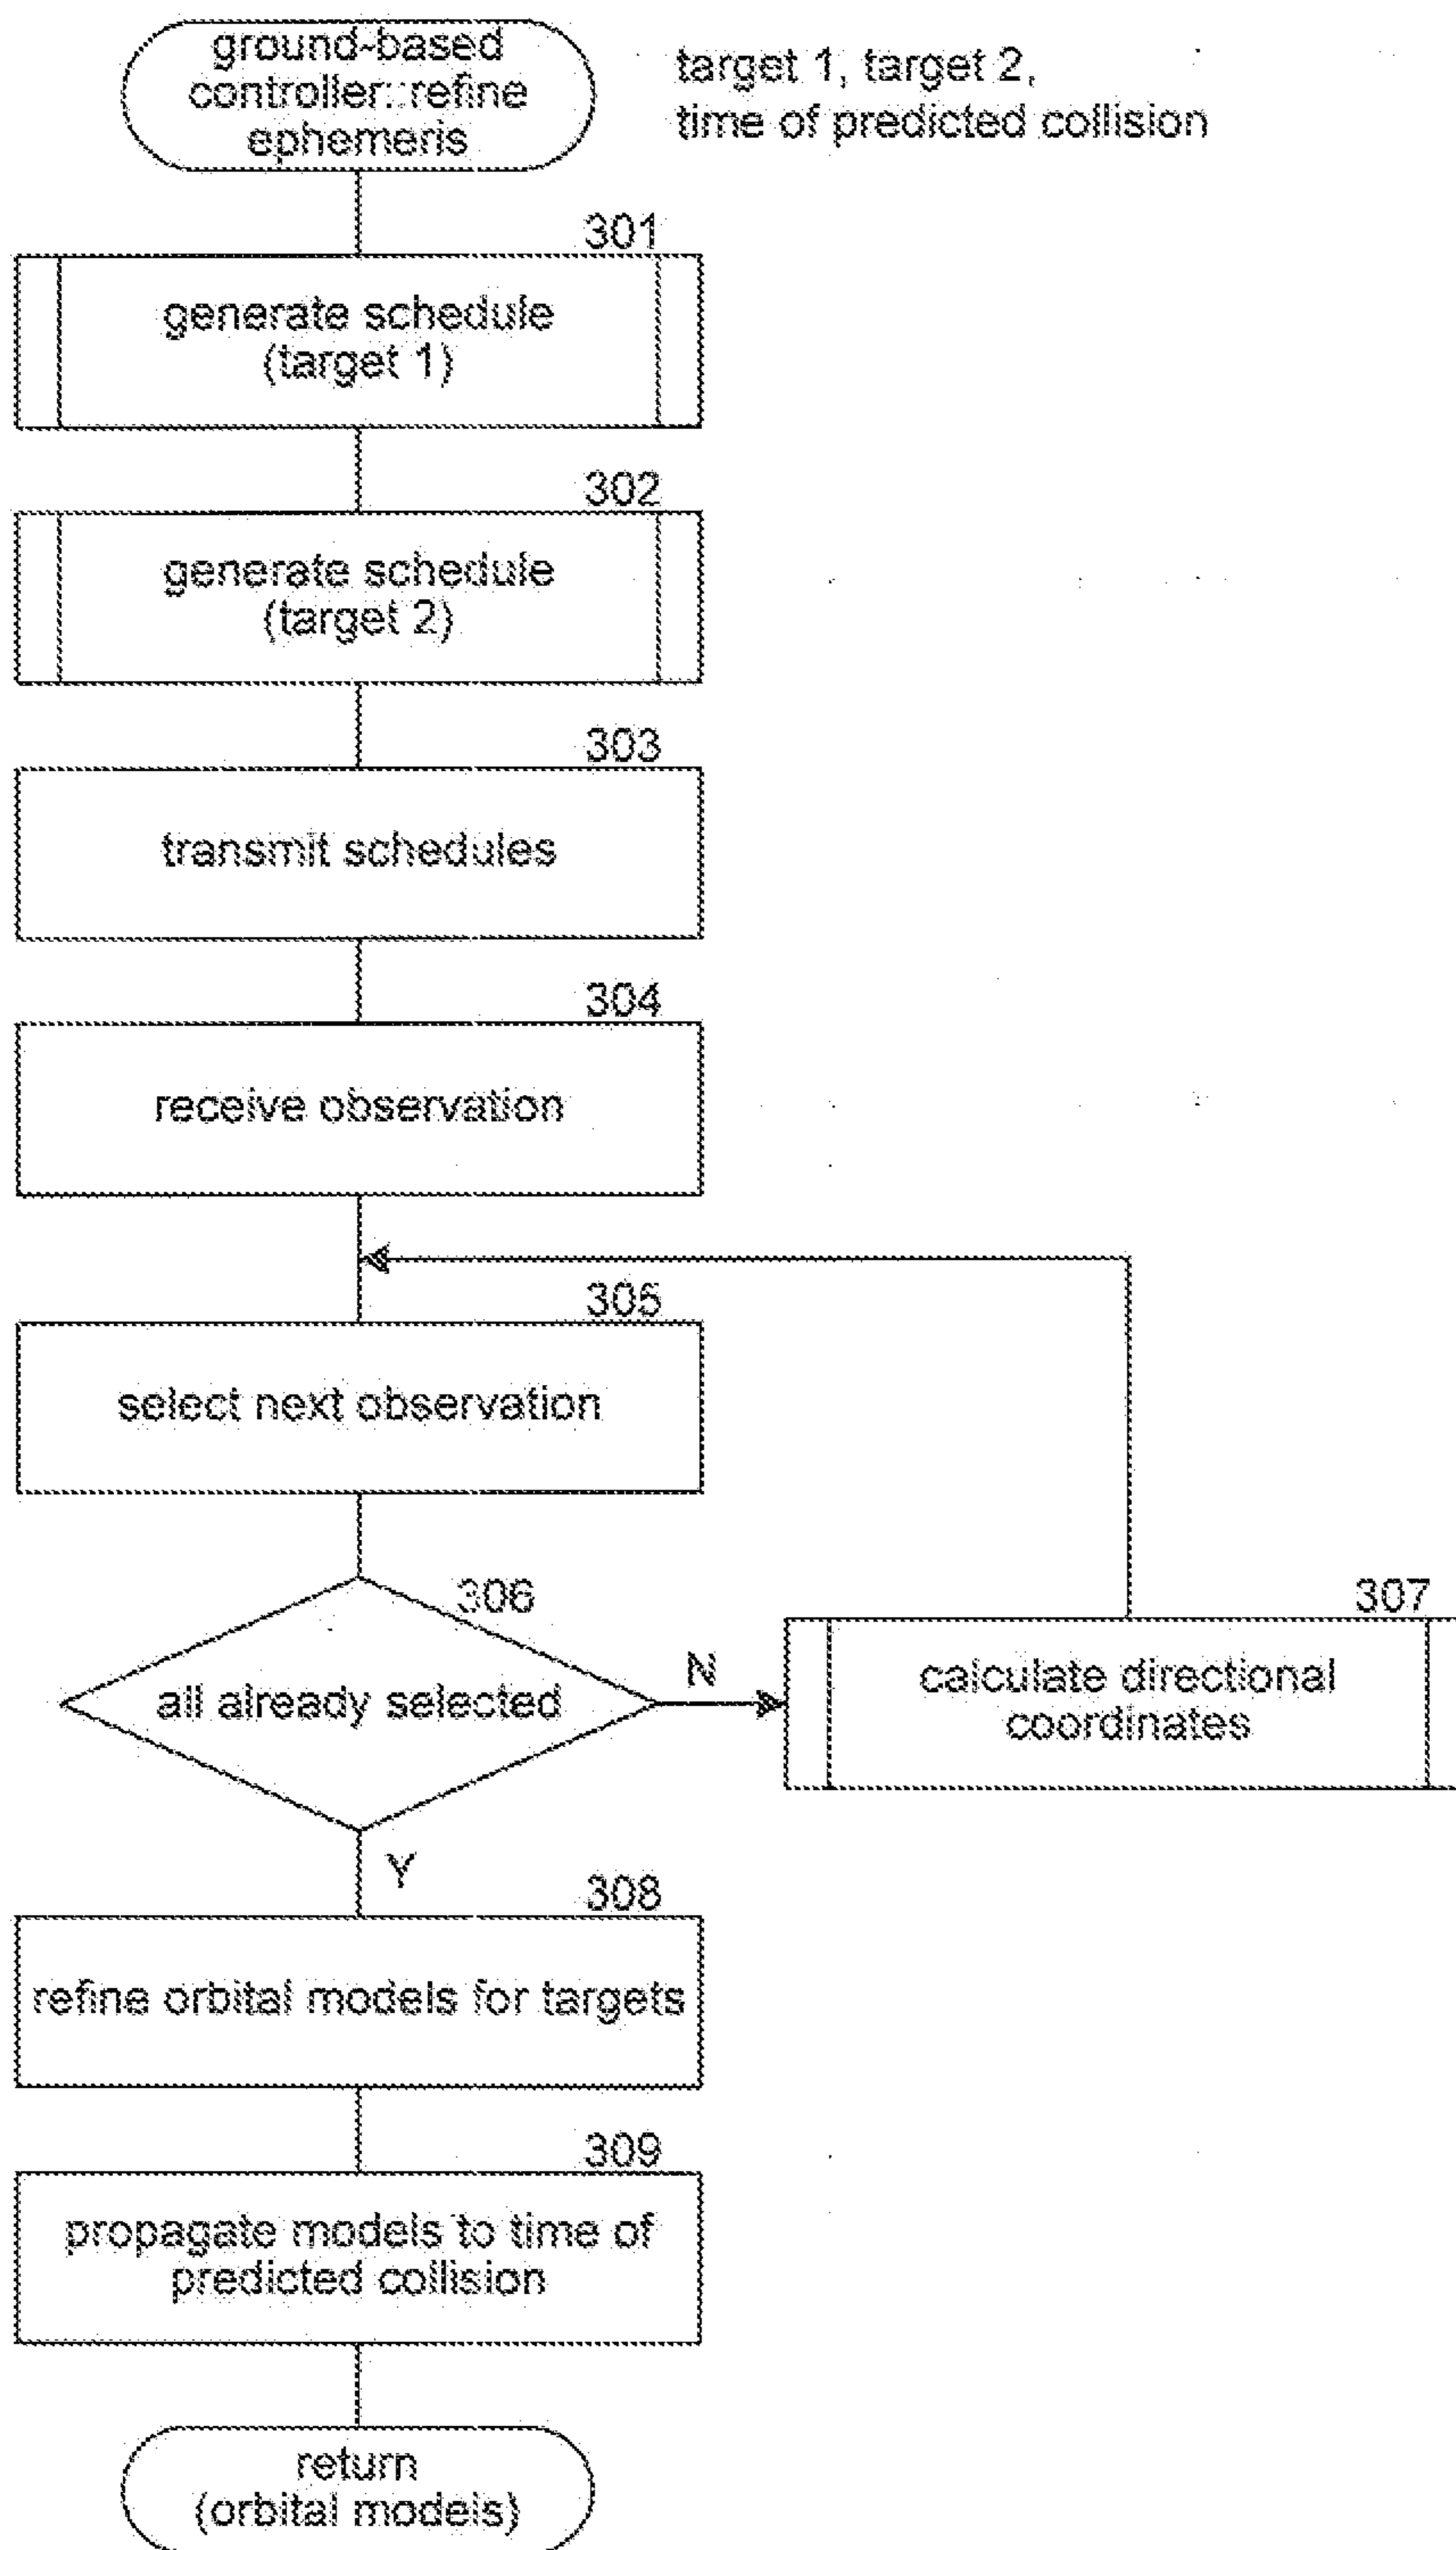 ground-based
controller::refine
ephemeris
target 1, target 2,
time of predicted collision
301
generate schedule
(target 1)
302
generate schedule
(target 2)
303
transmit schedules
304
receive observation
305
select next observation
306
all already selected
N
307
calculate directional
coordinates
Y
308
refine orbital models for targets
309
propagate models to time of
predicted collision
return
(orbital models)